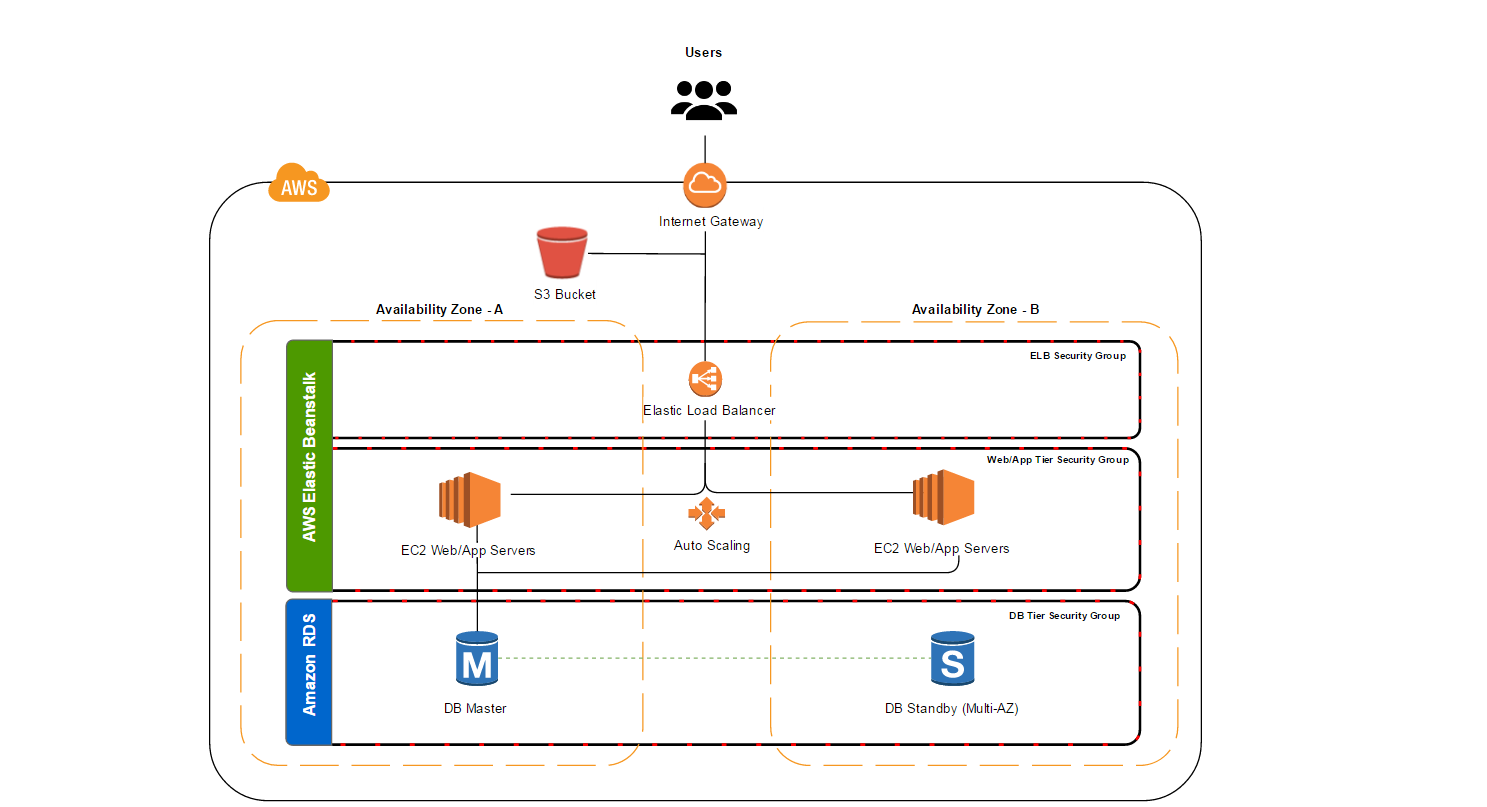 Users
AWS
Internet Gateway
S3 Bucket
Availability Zone - A
Availability Zone - B
AWS Elastic Beanstalk
ELB Security Group
Elastic Load Balancer
Web/App Tier Security Group
EC2 Web/App Servers
Auto Scaling
EC2 Web/App Servers
Amazon RDS
DB Tier Security Group
M
S
DB Master
DB Standby (Multi-AZ)